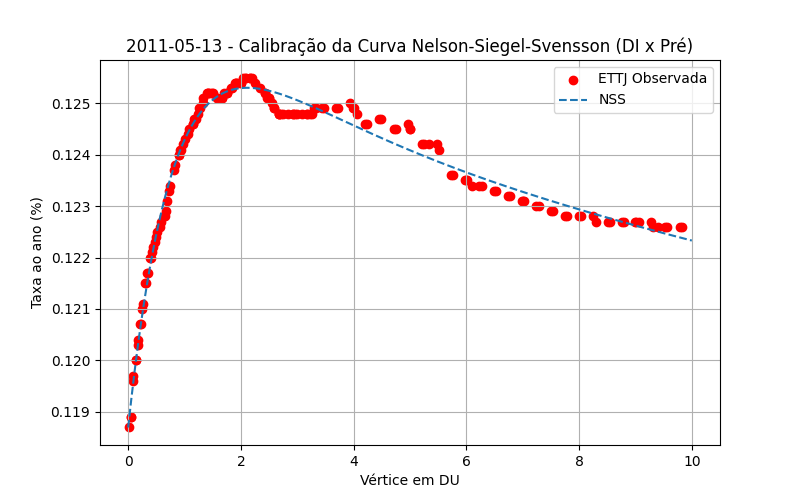 2011-05-13 - Calibração da Curva Nelson-Siegel-Svensson (DI x Pré)
ETTJ Observada
NSS
Taxa ao ano (%)
0.125
0.124
0.123
0.122
0.121
0.120
0.119
0 2 4 6 8 10
Vértice em DU